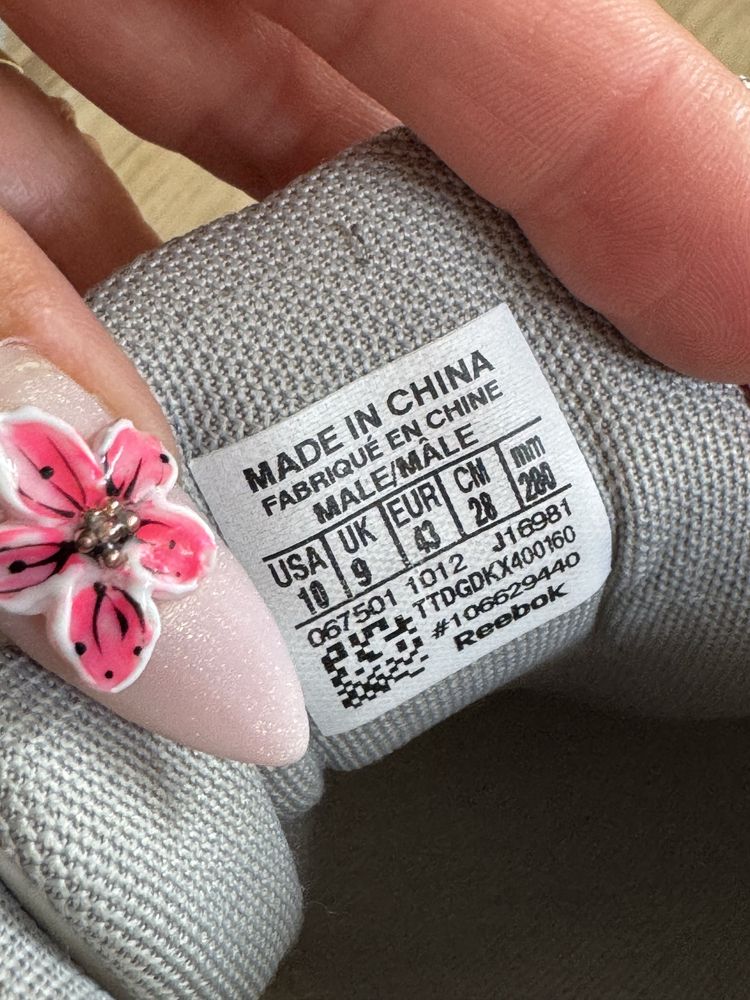 MADE IN CHINA
FABRIQUÉ EN CHINE
MALE/MÂLE
USA UK EUR CM mm
10 9 43 28 280
067501 1012 J16981
TTDGDKX400160
#106629440
Reebok